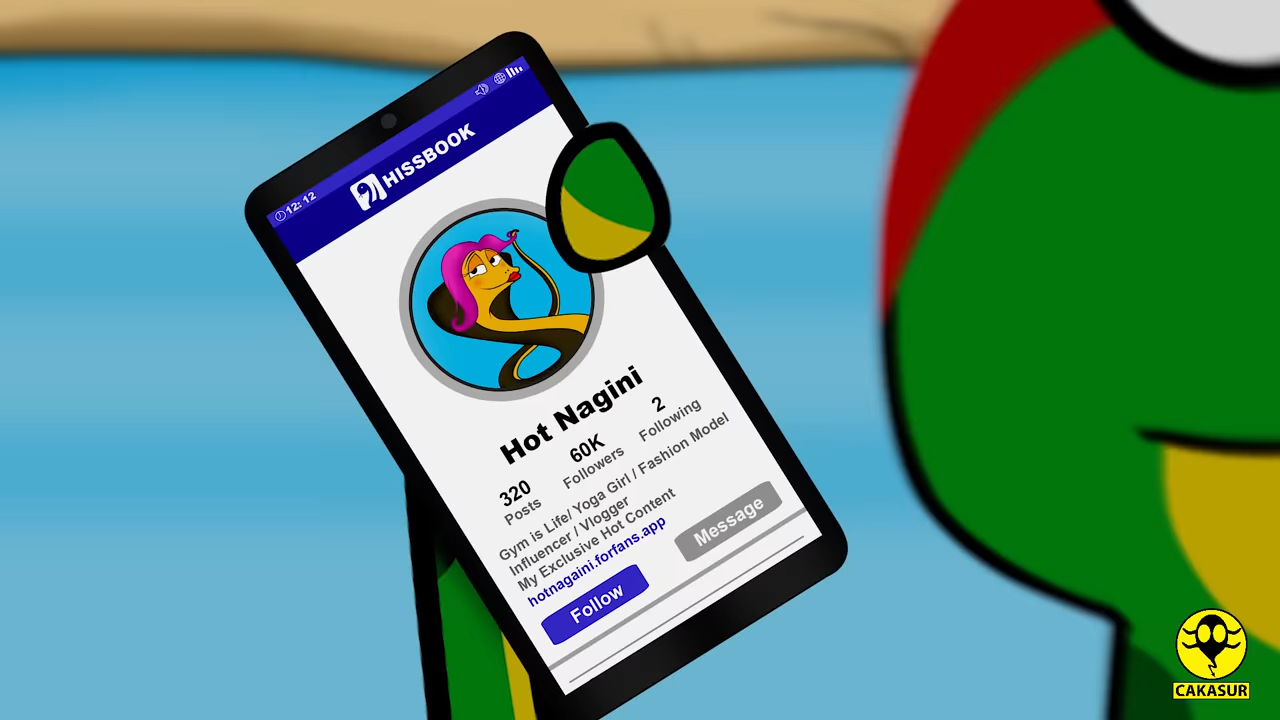 12: 12
HISSBOOK
Hot Nagini
320 60K 2
Posts Followers Following
Gym is Life/ Yoga Girl / Fashion Model
Influencer / Vlogger
My Exclusive Hot Content
hotnagaini.forfans.app
Follow Message
CAKASUR